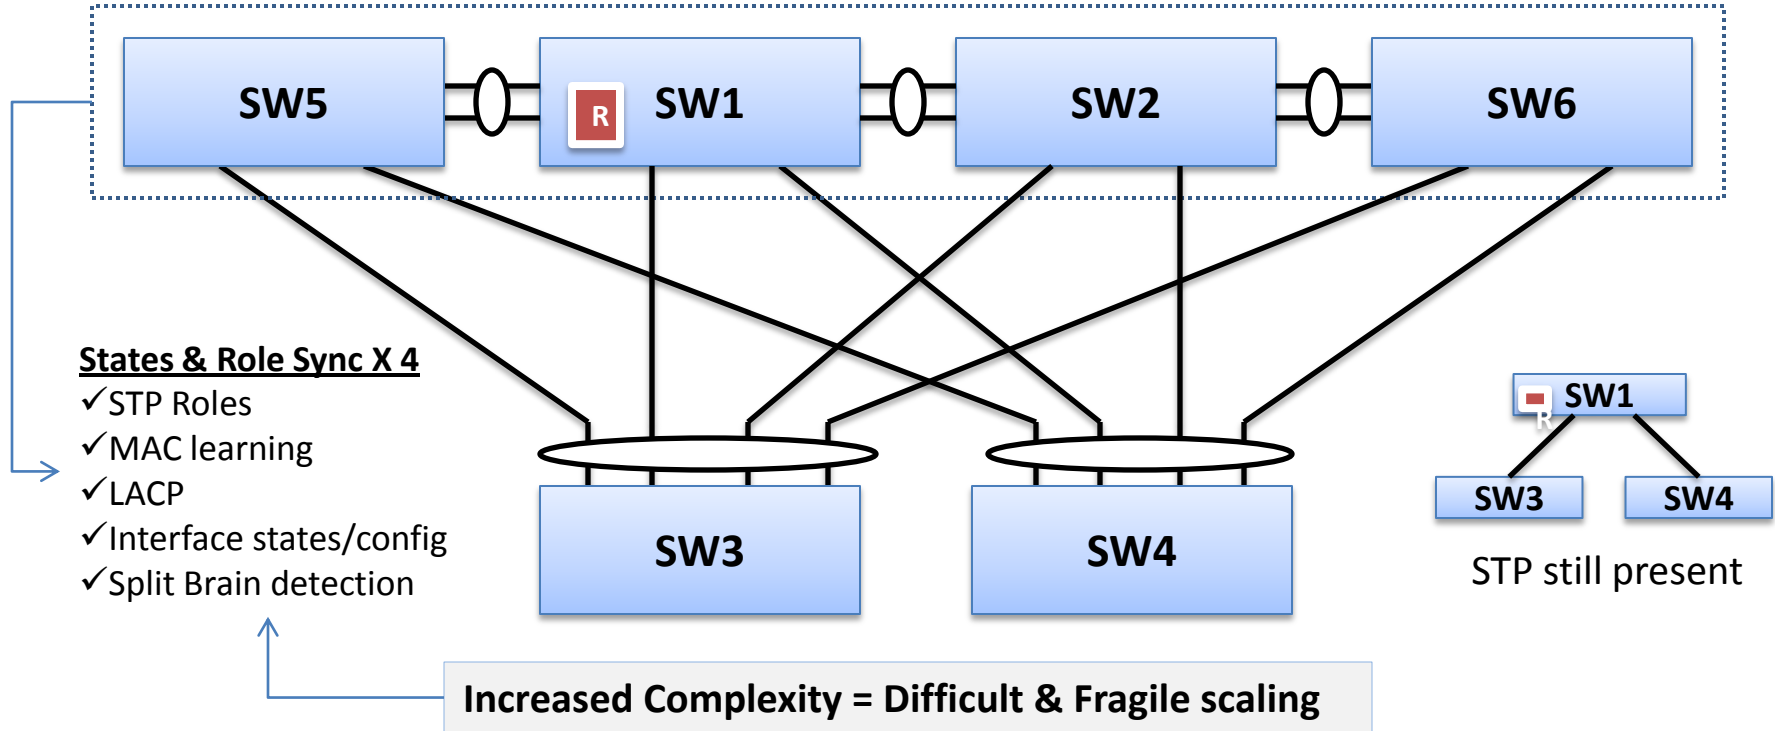 SW5
R
SW1
SW2
SW6
States & Role Sync X 4
✓STP Roles
✓MAC learning
✓LACP
✓Interface states/config
✓Split Brain detection
SW3
SW4
SW1
R
SW3
SW4
STP still present
Increased Complexity = Difficult & Fragile scaling